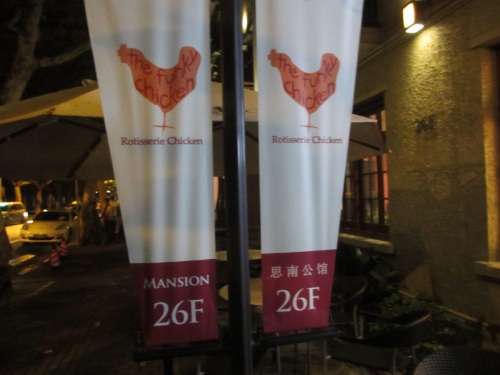 The funky
chicken
Rotisserie Chicken
MANSION
26F
The funky
chicken
Rotisserie Chicken
思南公馆
26F